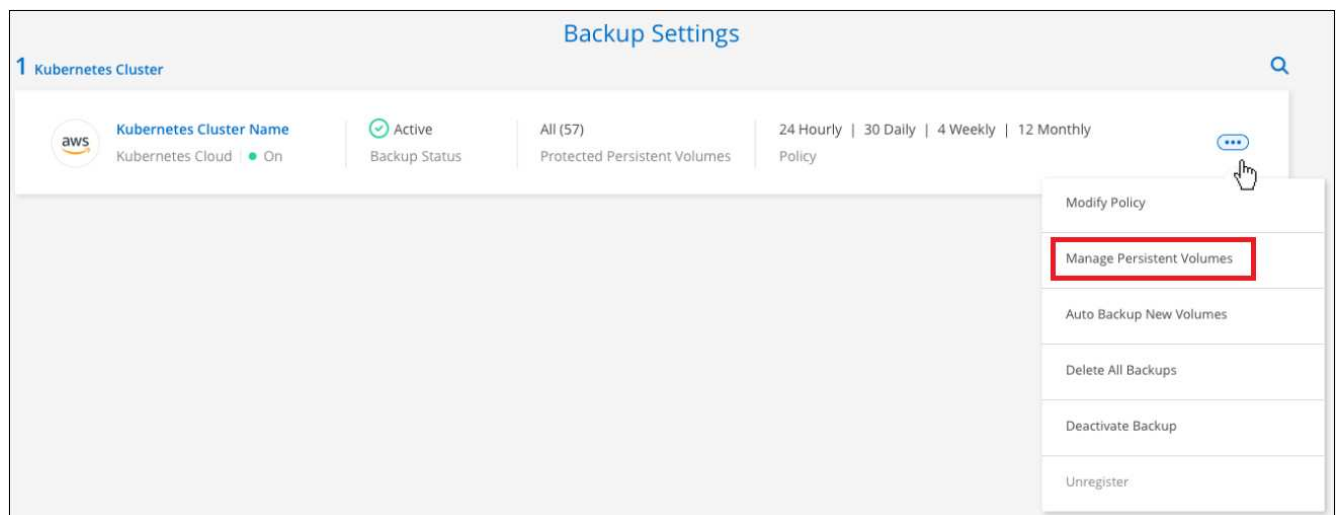 Backup Settings
1 Kubernetes Cluster
aws
Kubernetes Cluster Name
Kubernetes Cloud | On
Active
Backup Status
All (57)
Protected Persistent Volumes
24 Hourly | 30 Daily | 4 Weekly | 12 Monthly
Policy
Modify Policy
Manage Persistent Volumes
Auto Backup New Volumes
Delete All Backups
Deactivate Backup
Unregister